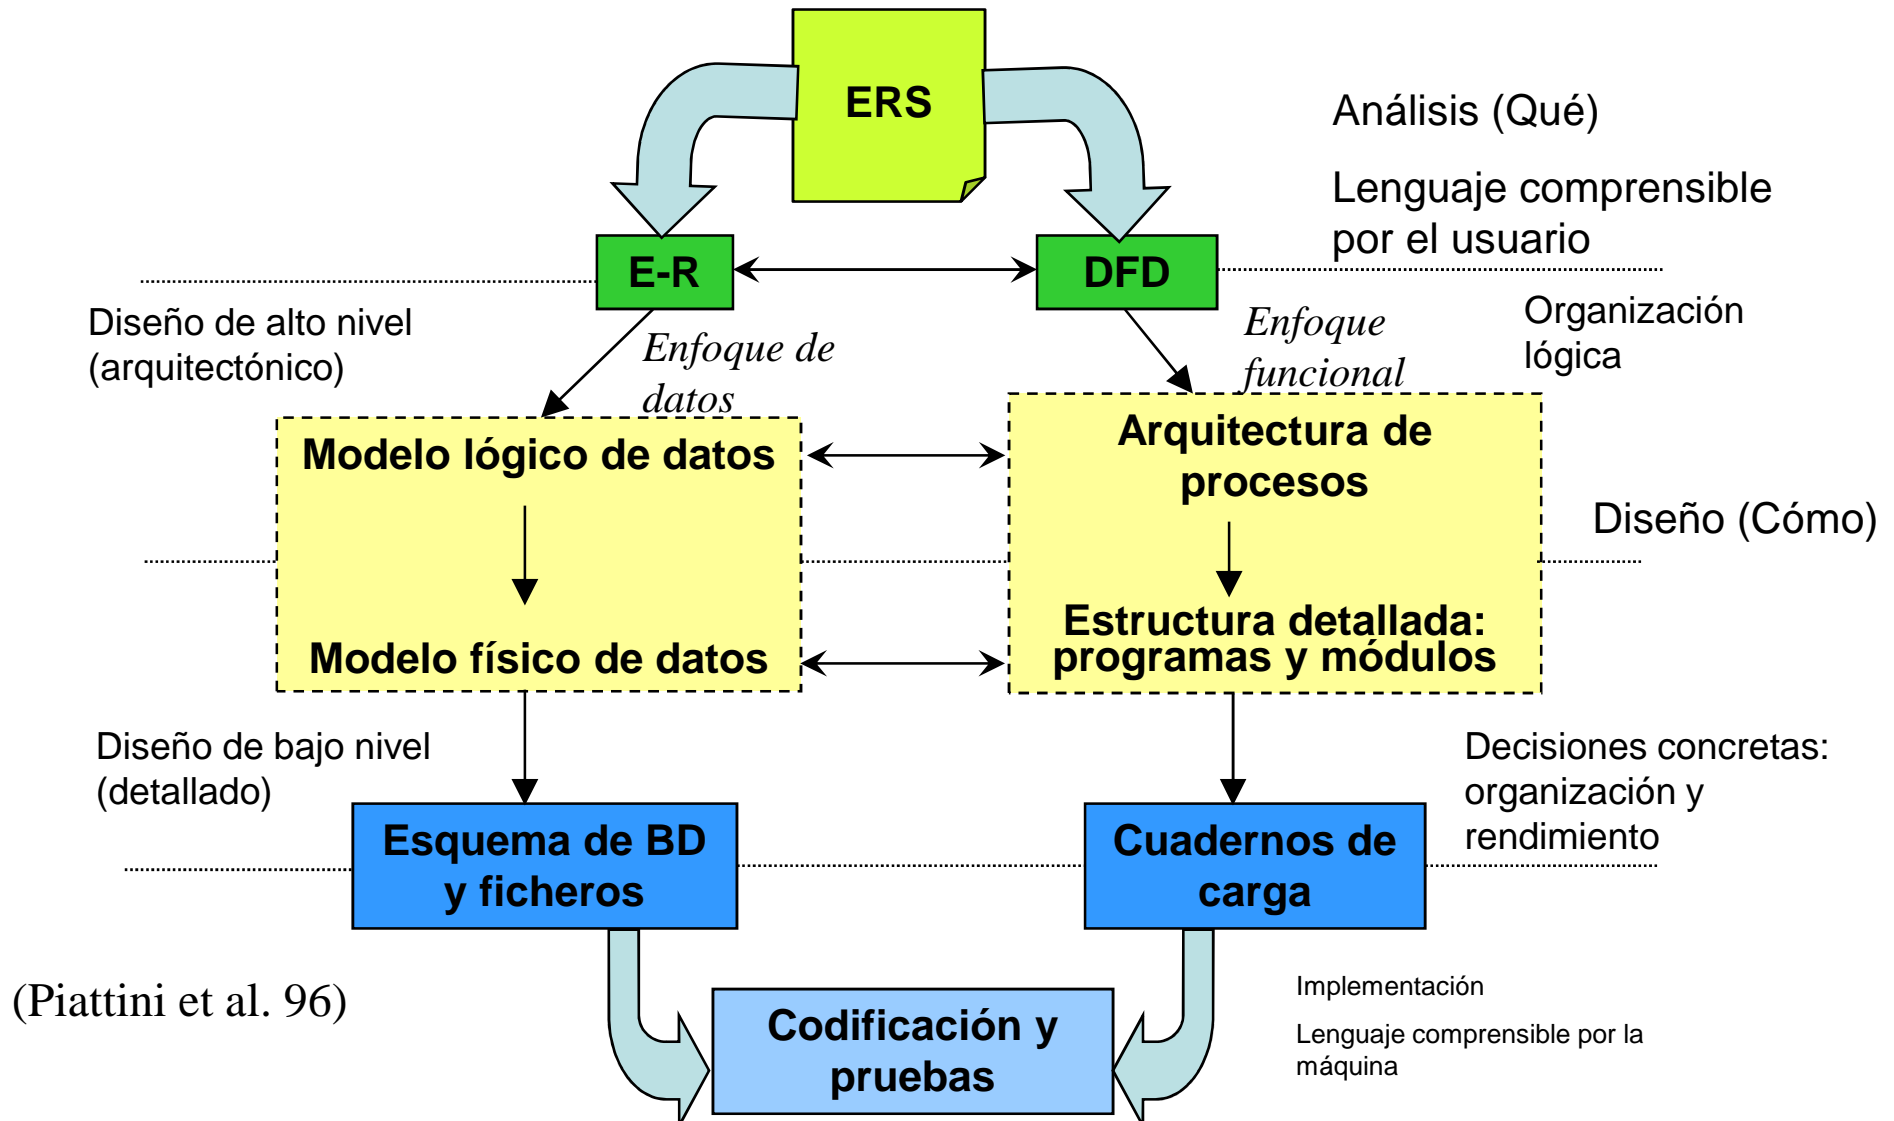 ERS
Análisis (Qué)
Lenguaje comprensible
por el usuario
E-R
DFD
Diseño de alto nivel
(arquitectónico)
Enfoque de
datos
Enfoque
funcional
Organización
lógica
Modelo lógico de datos
Arquitectura de
procesos
Diseño (Cómo)
Modelo físico de datos
Estructura detallada:
programas y módulos
Diseño de bajo nivel
(detallado)
Decisiones concretas:
organización y
rendimiento
Esquema de BD
y ficheros
Cuadernos de
carga
(Piattini et al. 96)
Codificación y
pruebas
Implementación
Lenguaje comprensible por la
máquina